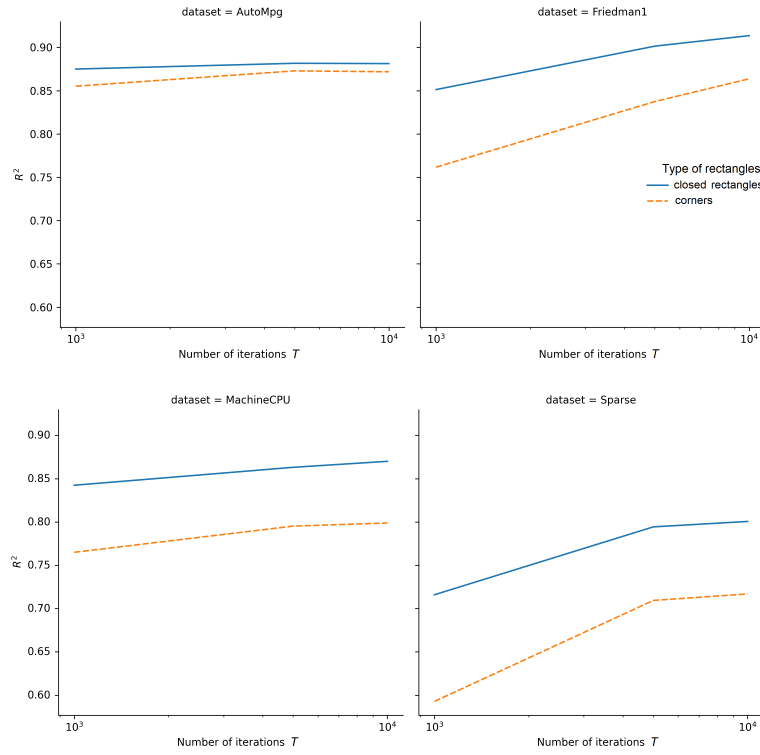 dataset = AutoMpg
0.90
0.85
0.80
0.75
0.70
0.65
0.60
R²
10³
10⁴
Number of iterations T
dataset = Friedman1
Type of rectangles
closed rectangles
corners
10³
10⁴
Number of iterations T
dataset = MachineCPU
0.90
0.85
0.80
0.75
0.70
0.65
0.60
R²
10³
10⁴
Number of iterations T
dataset = Sparse
10³
10⁴
Number of iterations T